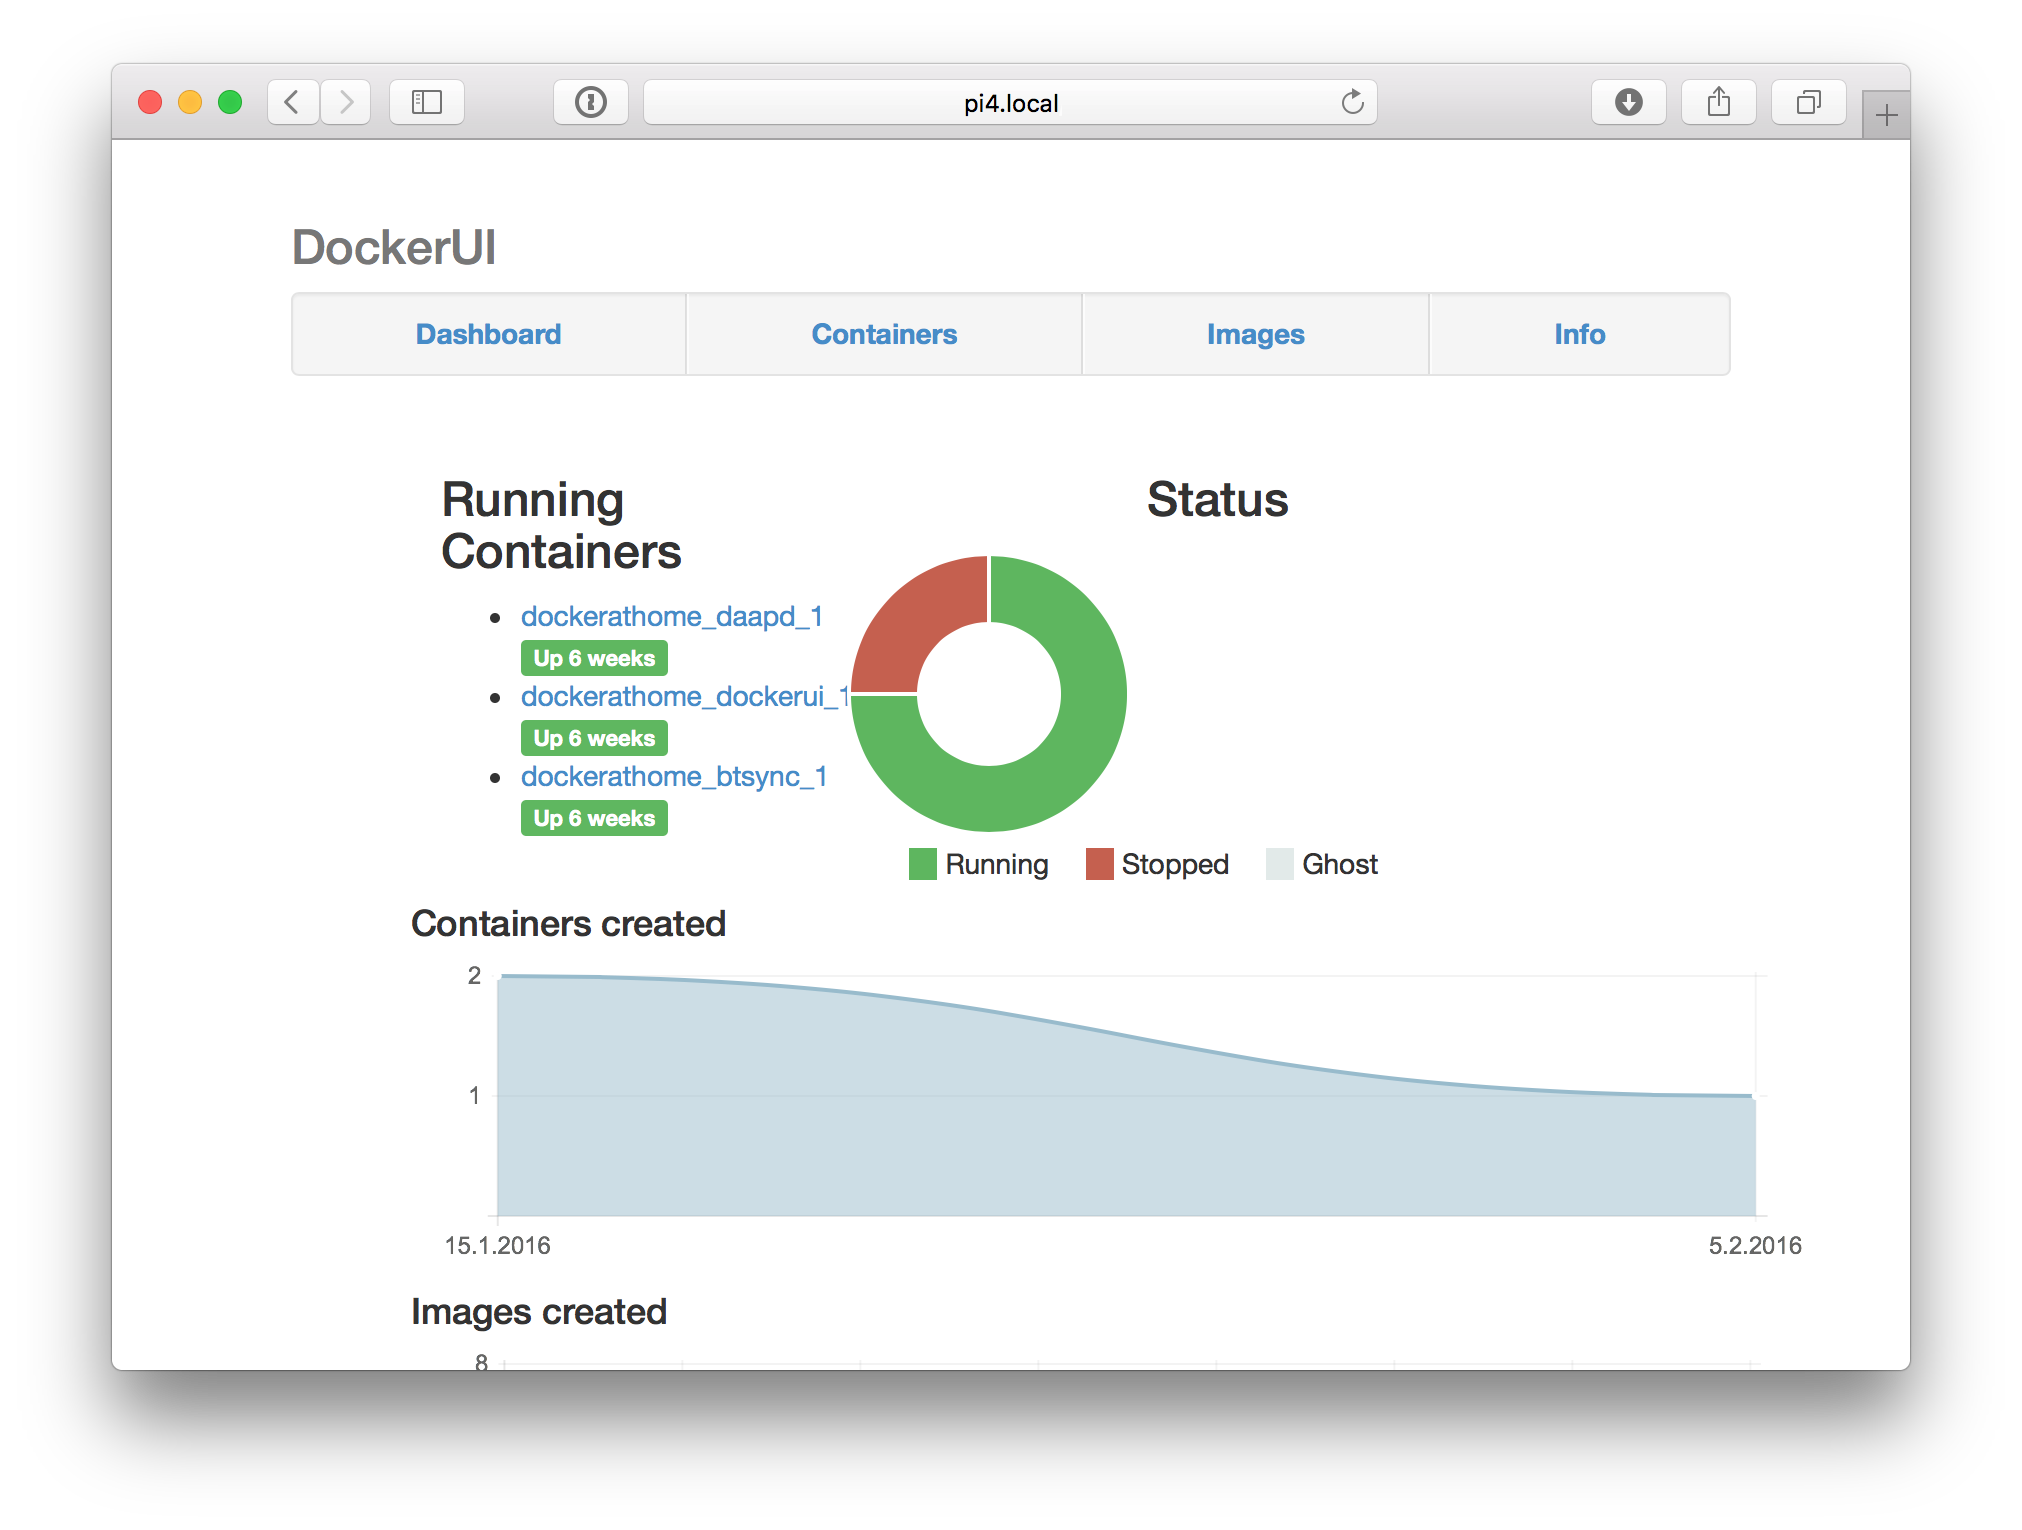 pi4.local
DockerUI
Dashboard Containers Images Info
Running
Containers
Status
dockerathome_daapd_1
Up 6 weeks
dockerathome_dockerui_1
Up 6 weeks
dockerathome_btsync_1
Up 6 weeks
Running Stopped Ghost
Containers created
2
1
15.1.2016 5.2.2016
Images created
8